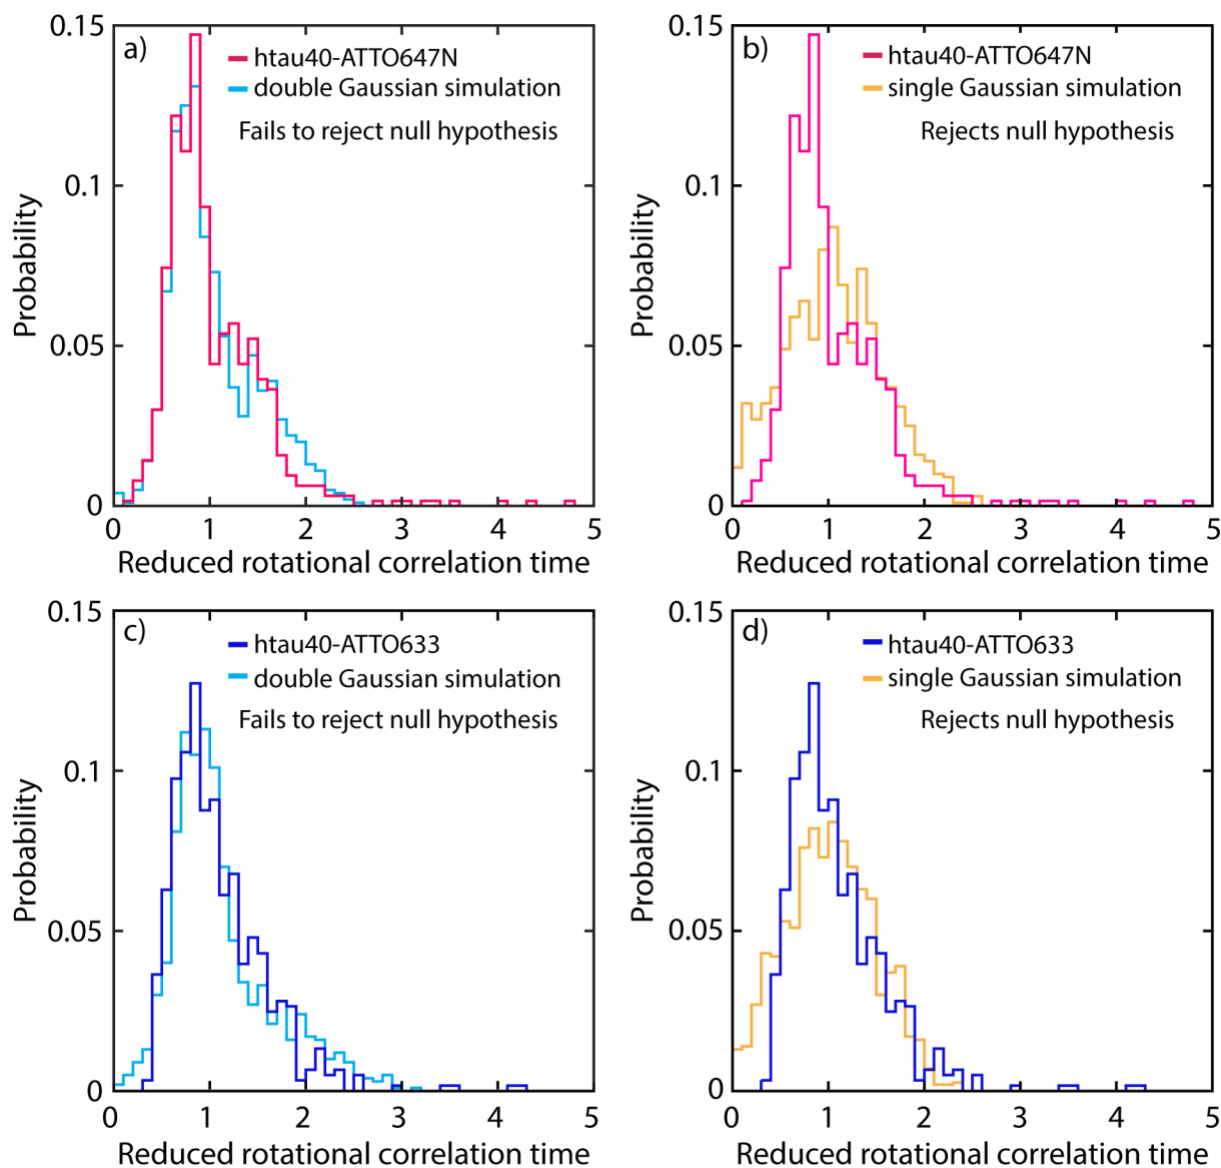 a)
htau40-ATTO647N
double Gaussian simulation
Fails to reject null hypothesis
0.15
0.1
0.05
0
Probability
0 1 2 3 4 5
Reduced rotational correlation time
b)
htau40-ATTO647N
single Gaussian simulation
Rejects null hypothesis
0.15
0.1
0.05
0
Probability
0 1 2 3 4 5
Reduced rotational correlation time
c)
htau40-ATTO633
double Gaussian simulation
Fails to reject null hypothesis
0.15
0.1
0.05
0
Probability
0 1 2 3 4 5
Reduced rotational correlation time
d)
htau40-ATTO633
single Gaussian simulation
Rejects null hypothesis
0.15
0.1
0.05
0
Probability
0 1 2 3 4 5
Reduced rotational correlation time